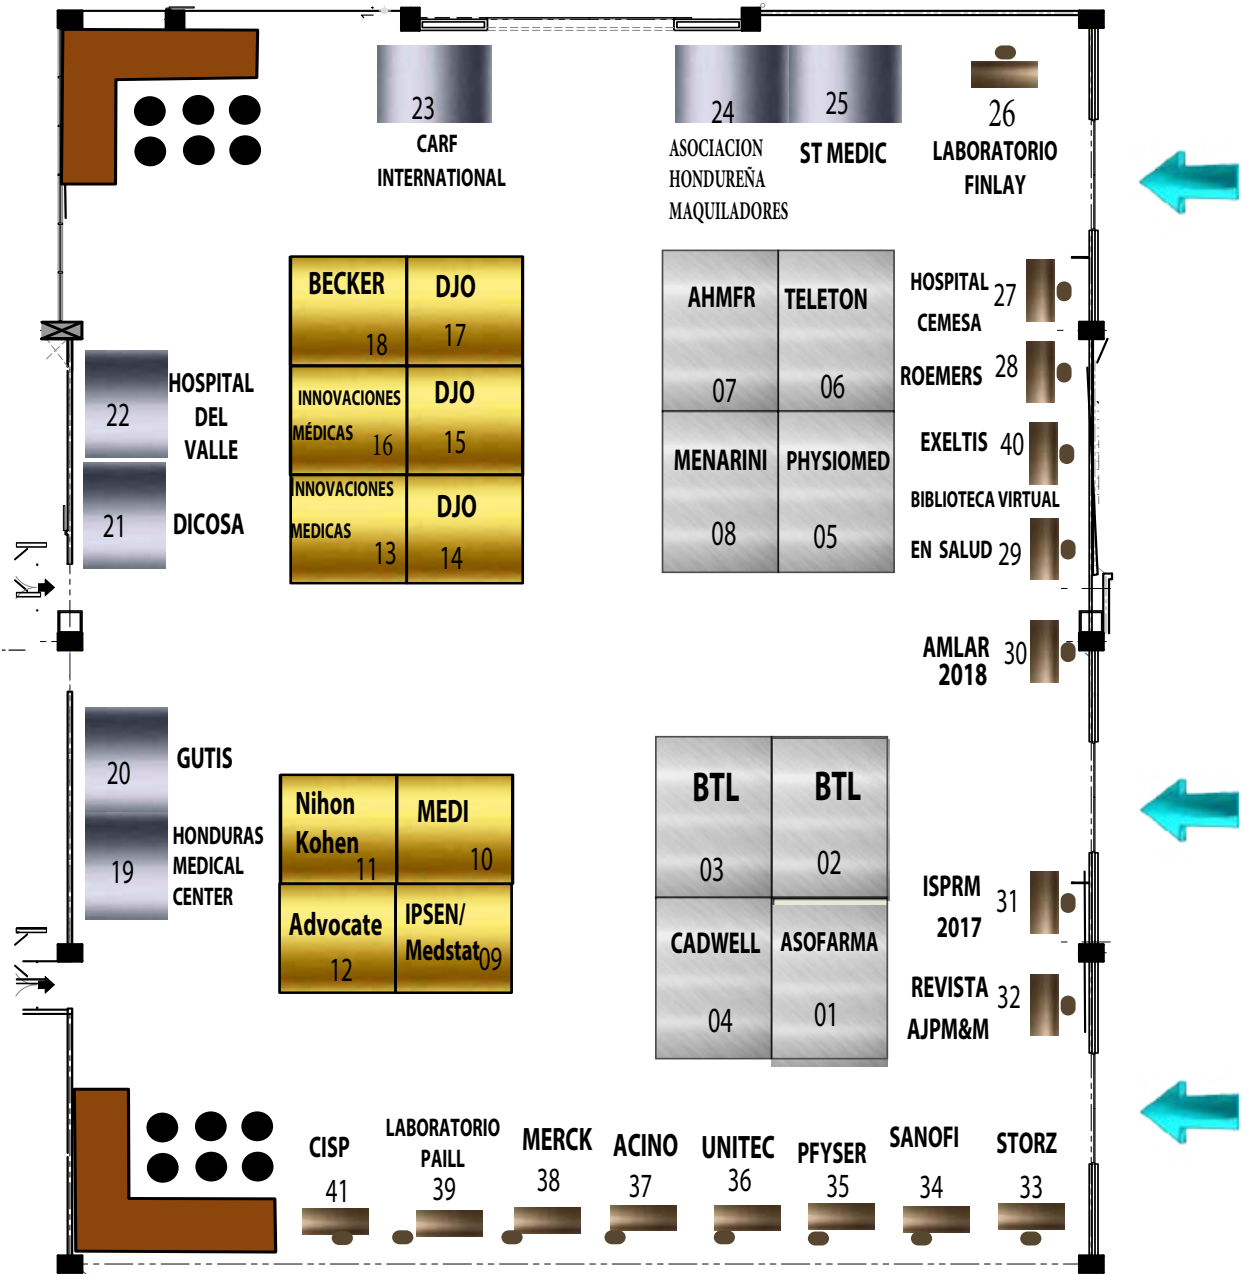 23
CARF
INTERNATIONAL
24
ASOCIACION
HONDUREÑA
MAQUILADORES
25
ST MEDIC
26
LABORATORIO
FINLAY
BECKER
18
DJO
17
INNOVACIONES
MÉDICAS
16
DJO
15
INNOVACIONES
MEDICAS
13
DJO
14
AHMFR
07
TELETON
06
MENARINI
08
PHYSIOMED
05
HOSPITAL
CEMESA
27
ROEMERS
28
EXELTIS
40
BIBLIOTECA VIRTUAL
EN SALUD
29
AMLAR
2018
30
22
HOSPITAL
DEL
VALLE
21
DICOSA
20
GUTIS
19
HONDURAS
MEDICAL
CENTER
Nihon
Kohen
11
MEDI
10
Advocate
12
IPSEN/
Medstat
09
BTL
03
BTL
02
CADWELL
04
ASOFARMA
01
ISPRM
2017
31
REVISTA
AJPM&M
32
CISP
41
LABORATORIO
PAILL
39
MERCK
38
ACINO
37
UNITEC
36
PFYSER
35
SANOFI
34
STORZ
33